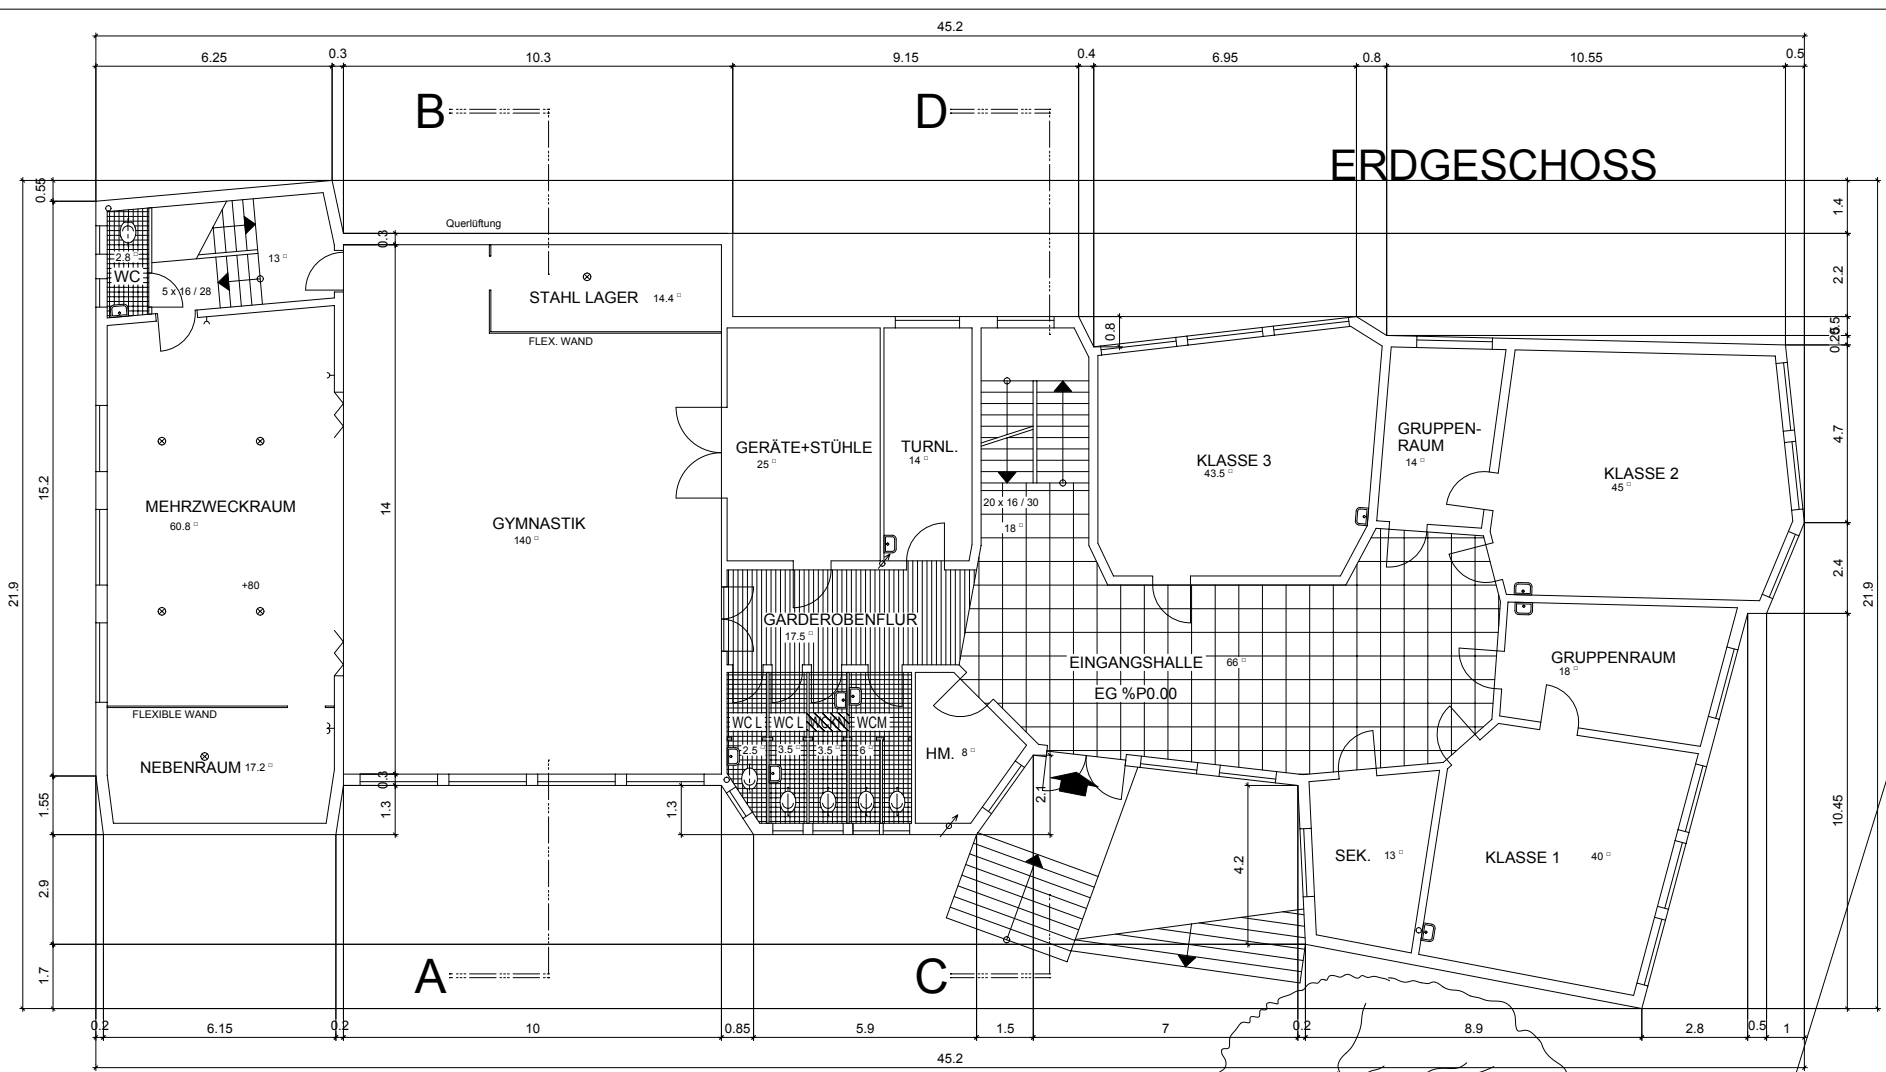 45.2
6.25 0.3 10.3 9.15 0.4 6.95 0.8 10.55 0.5
B D
ERDGESCHOSS
0.55
15.2
21.9
1.55
2.9
1.7
1.4
2.2
0.5
0.25
4.7
2.4
21.9
10.45
Querlüftung
0.3
2.8
WC
13
5 x 16 / 28
STAHL LAGER 14.4
FLEX. WAND
0.8
GERÄTE+STÜHLE
25
TURNL.
14
KLASSE 3
43.5
GRUPPEN-
RAUM
14
KLASSE 2
45
MEHRZWECKRAUM
60.8
14
GYMNASTIK
140
20 x 16 / 30
18
+80
GARDEROBENFLUR
17.5
EINGANGSHALLE 66
EG %P0.00
GRUPPENRAUM
18
FLEXIBLE WAND
WC L WC L WCKN WCM
2.5 3.5 3.5 6
HM. 8
NEBENRAUM 17.2
0.3
1.3
1.3
2.1
4.2
SEK. 13
KLASSE 1 40
A C
0.2 6.15 0.2 10 0.85 5.9 1.5 7 0.2 8.9 2.8 0.5 1
45.2